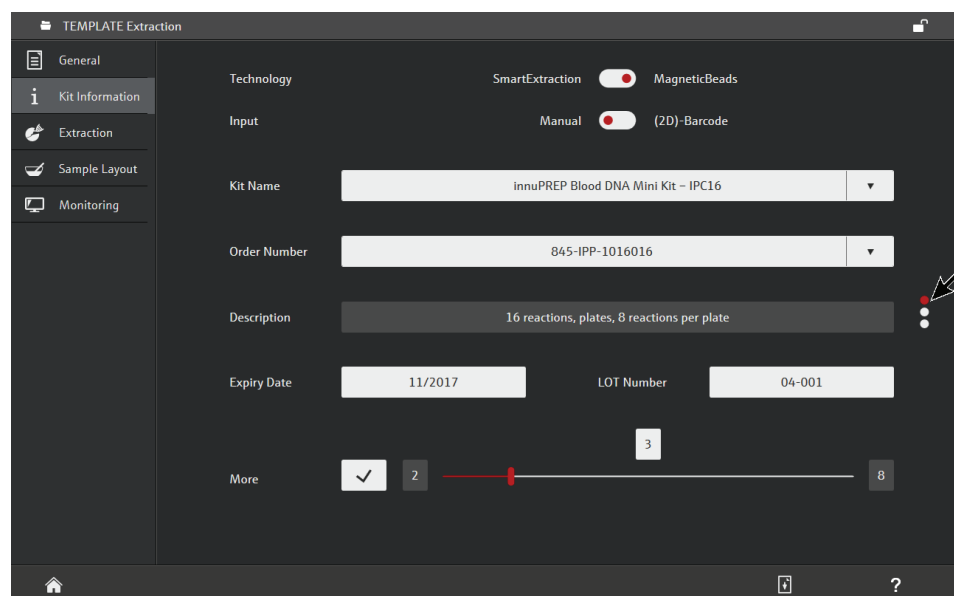 TEMPLATE Extraction
General
Kit Information
Extraction
Sample Layout
Monitoring
Technology SmartExtraction MagneticBeads
Input Manual (2D)-Barcode
Kit Name innuPREP Blood DNA Mini Kit – IPC16
Order Number 845-IPP-1016016
Description 16 reactions, plates, 8 reactions per plate
Expiry Date 11/2017 LOT Number 04-001
3
More 2 8
?